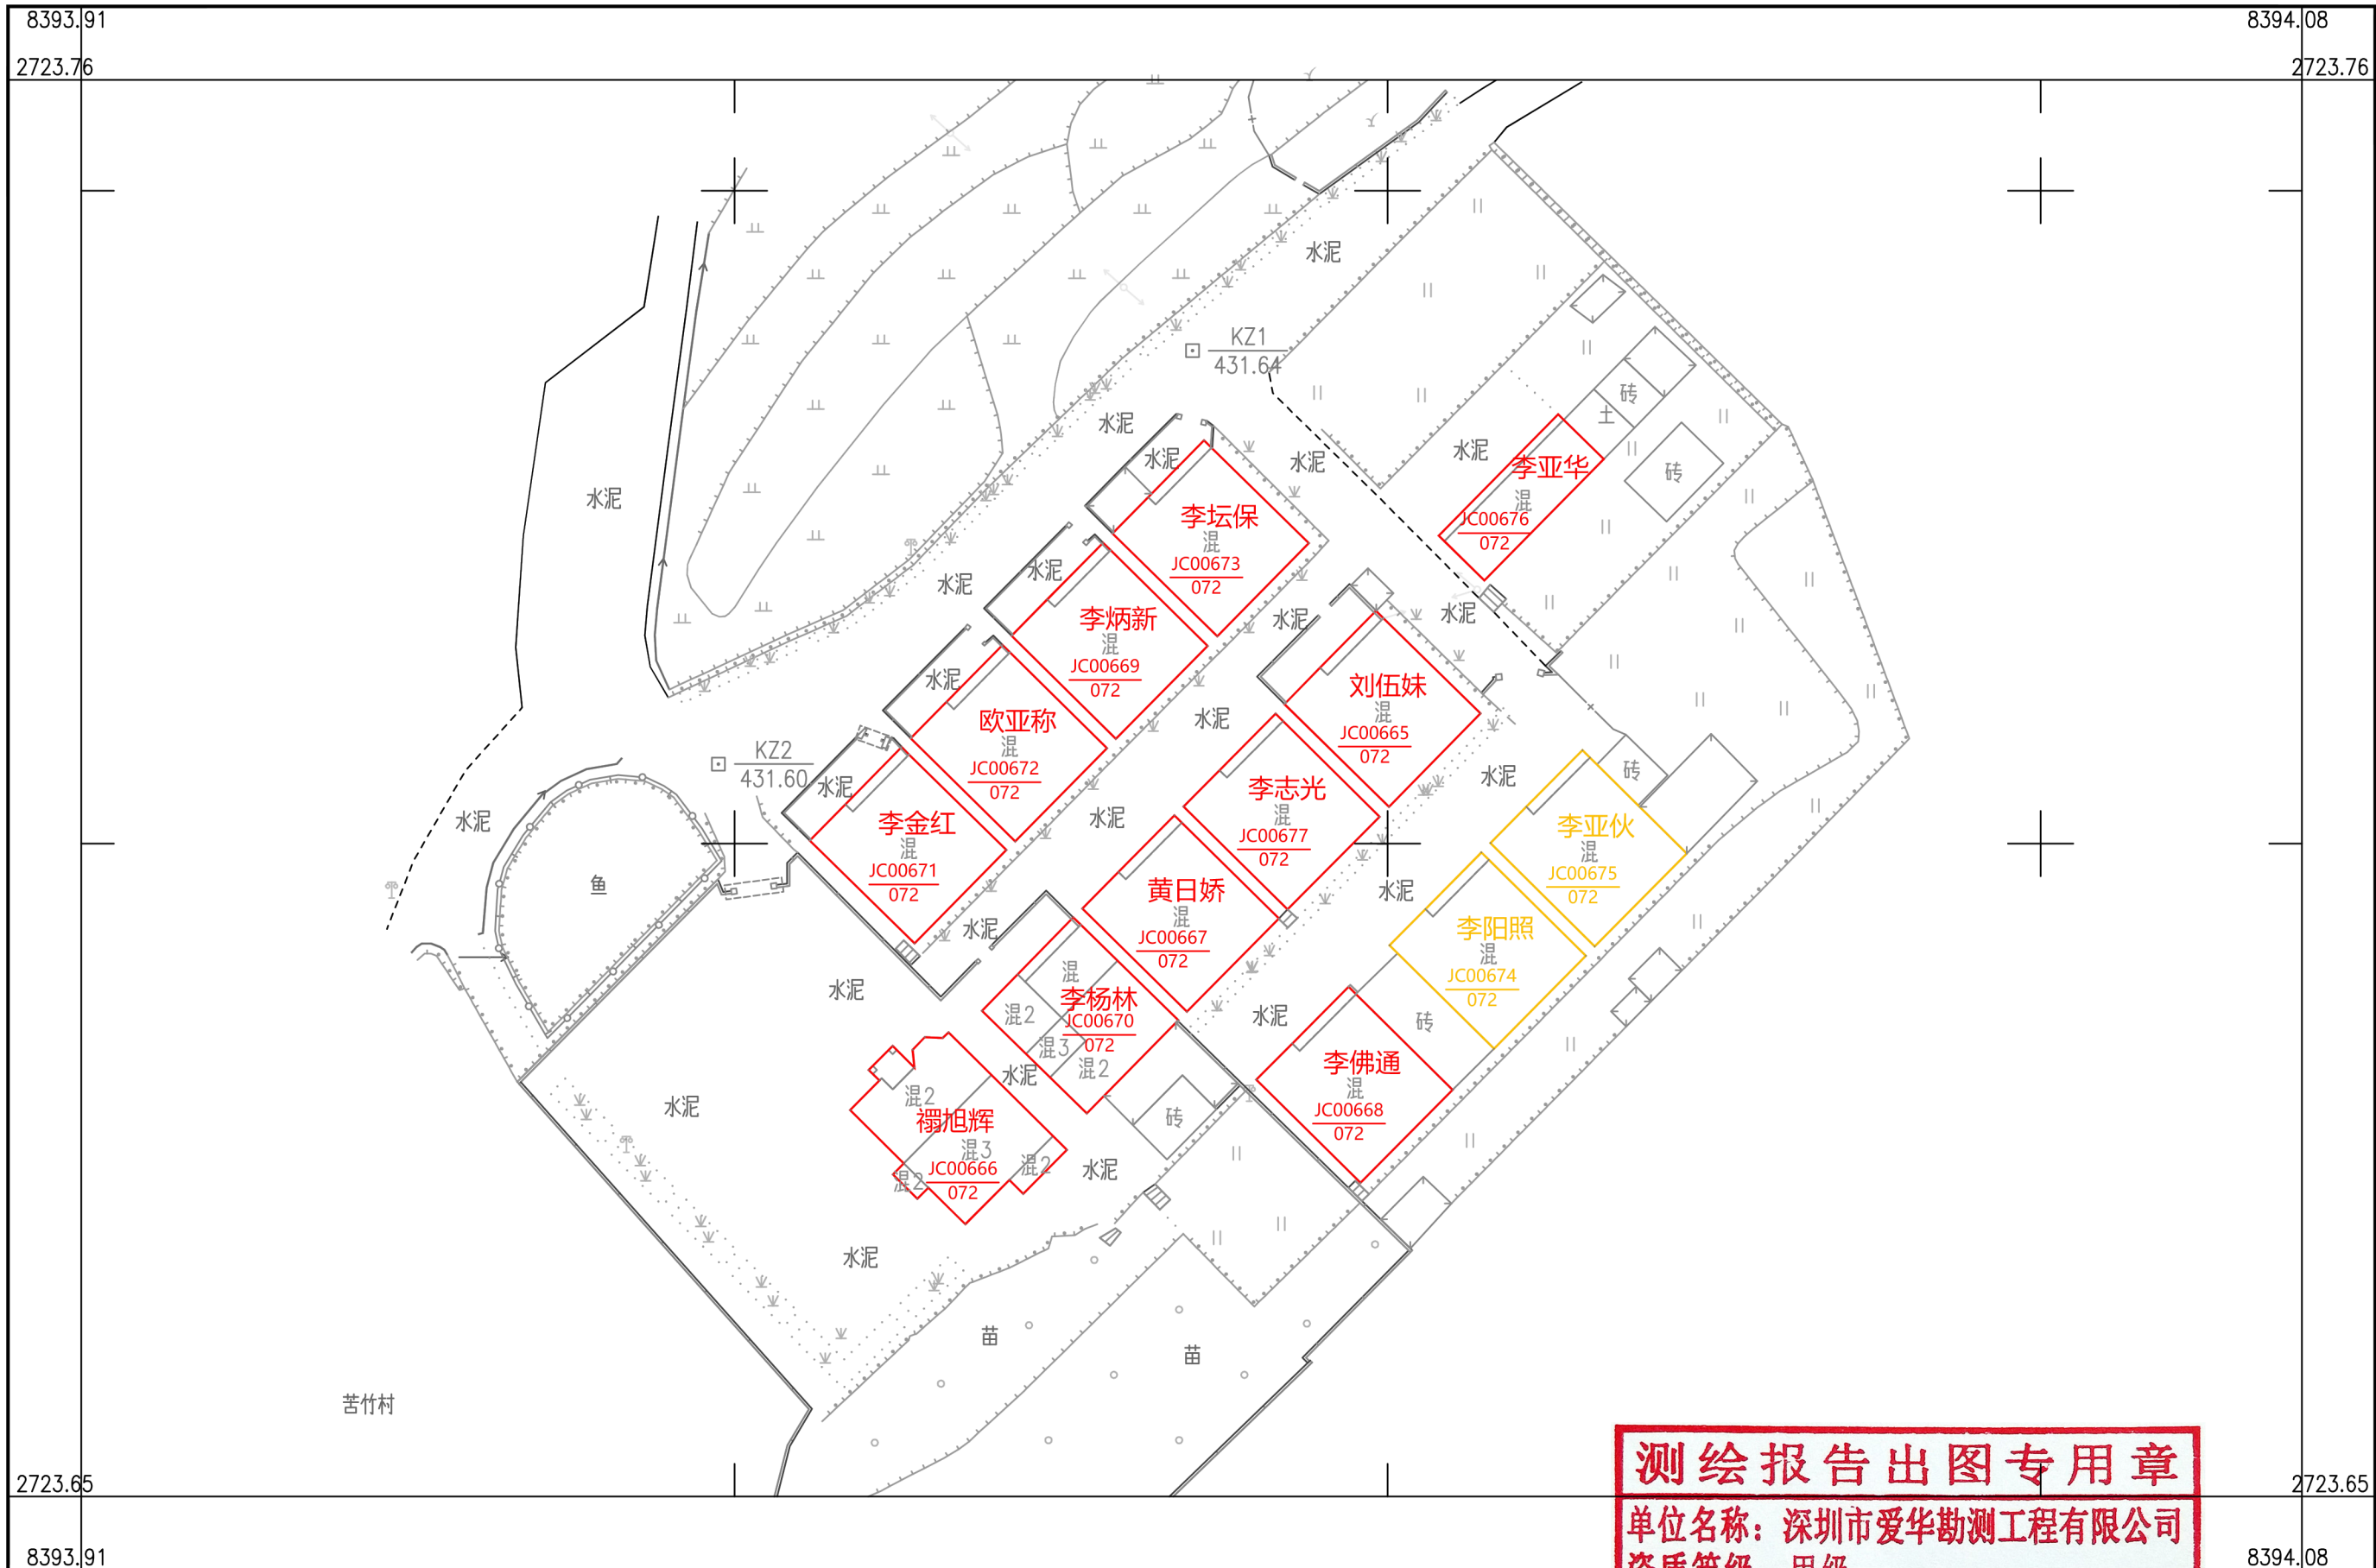 8393.91
8394.08
2723.76
2723.76
水泥
KZ1
431.64
水泥
水泥
水泥
水泥
砖
土
砖
李亚华
混
JC00676
072
水泥
李坛保
混
JC00673
072
水泥
水泥
李炳新
混
JC00669
072
水泥
水泥
水泥
欧亚称
混
JC00672
072
刘伍妹
混
JC00665
072
水泥
水泥
KZ2
431.60
水泥
李金红
混
JC00671
072
水泥
李志光
混
JC00677
072
砖
李亚伙
混
JC00675
072
水泥
鱼
水泥
黄日娇
混
JC00667
072
水泥
李阳照
混
JC00674
072
水泥
混
混2
李杨林
JC00670
072
混3
混2
水泥
砖
水泥
李佛通
混
JC00668
072
水泥
混2
禤旭辉
混3
JC00666
072
混2
混2
砖
水泥
水泥
苗
苗
苦竹村
测绘报告出图专用章
2723.65
2723.65
单位名称：深圳市爱华勘测工程有限公司
8393.91
8394.08